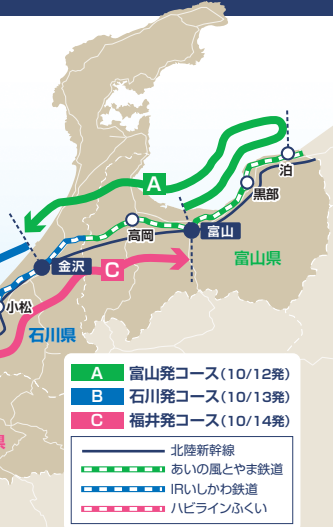 A
泊
黒部
高岡
富山
富山県
金沢
C
小松
石川県
県
A 富山発コース(10/12発)
B 石川発コース(10/13発)
C 福井発コース(10/14発)
北陸新幹線
あいの風とやま鉄道
IRいしかわ鉄道
ハピラインふくい